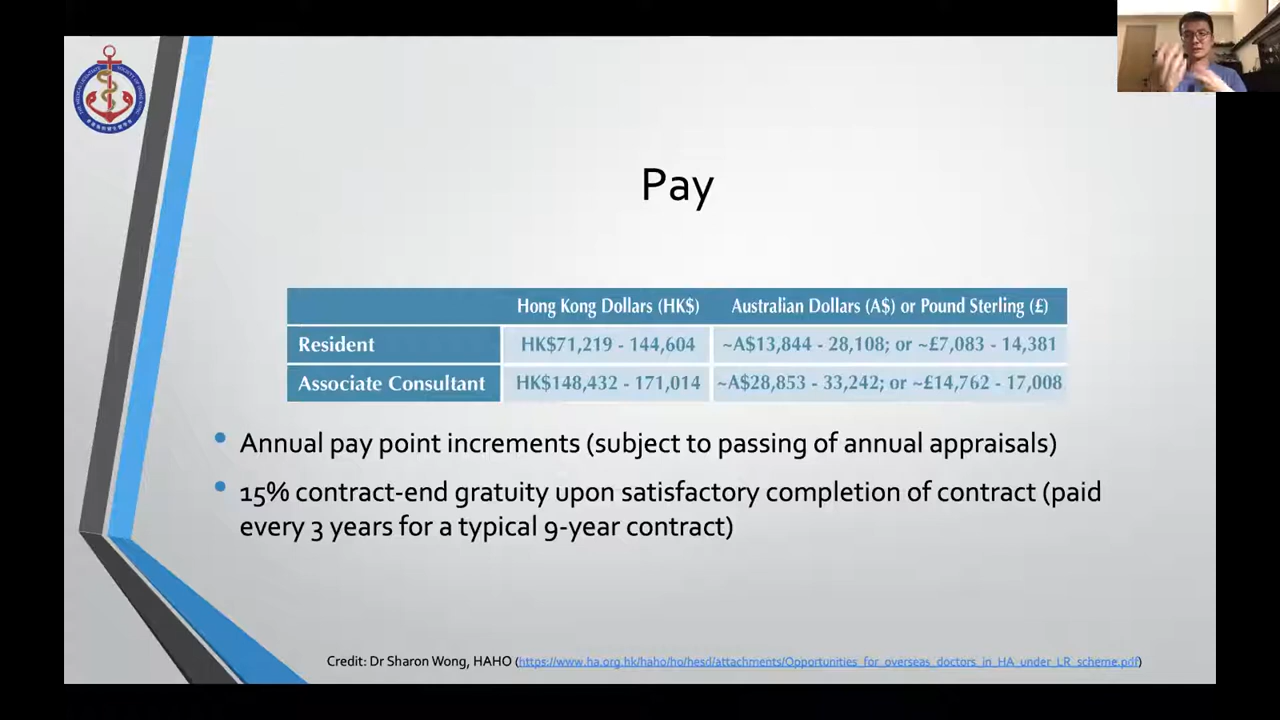 Pay
Hong Kong Dollars (HK$) Australian Dollars (A$) or Pound Sterling (£)
Resident HK$71,219 - 144,604 ~A$13,844 - 28,108; or ~£7,083 - 14,381
Associate Consultant HK$148,432 - 171,014 ~A$28,853 - 33,242; or ~£14,762 - 17,008
• Annual pay point increments (subject to passing of annual appraisals)
• 15% contract-end gratuity upon satisfactory completion of contract (paid
every 3 years for a typical 9-year contract)
Credit: Dr Sharon Wong, HAHO (https://www.ha.org.hk/haho/ho/hesd/attachments/Opportunities_for_overseas_doctors_in_HA_under_LR_scheme.pdf)